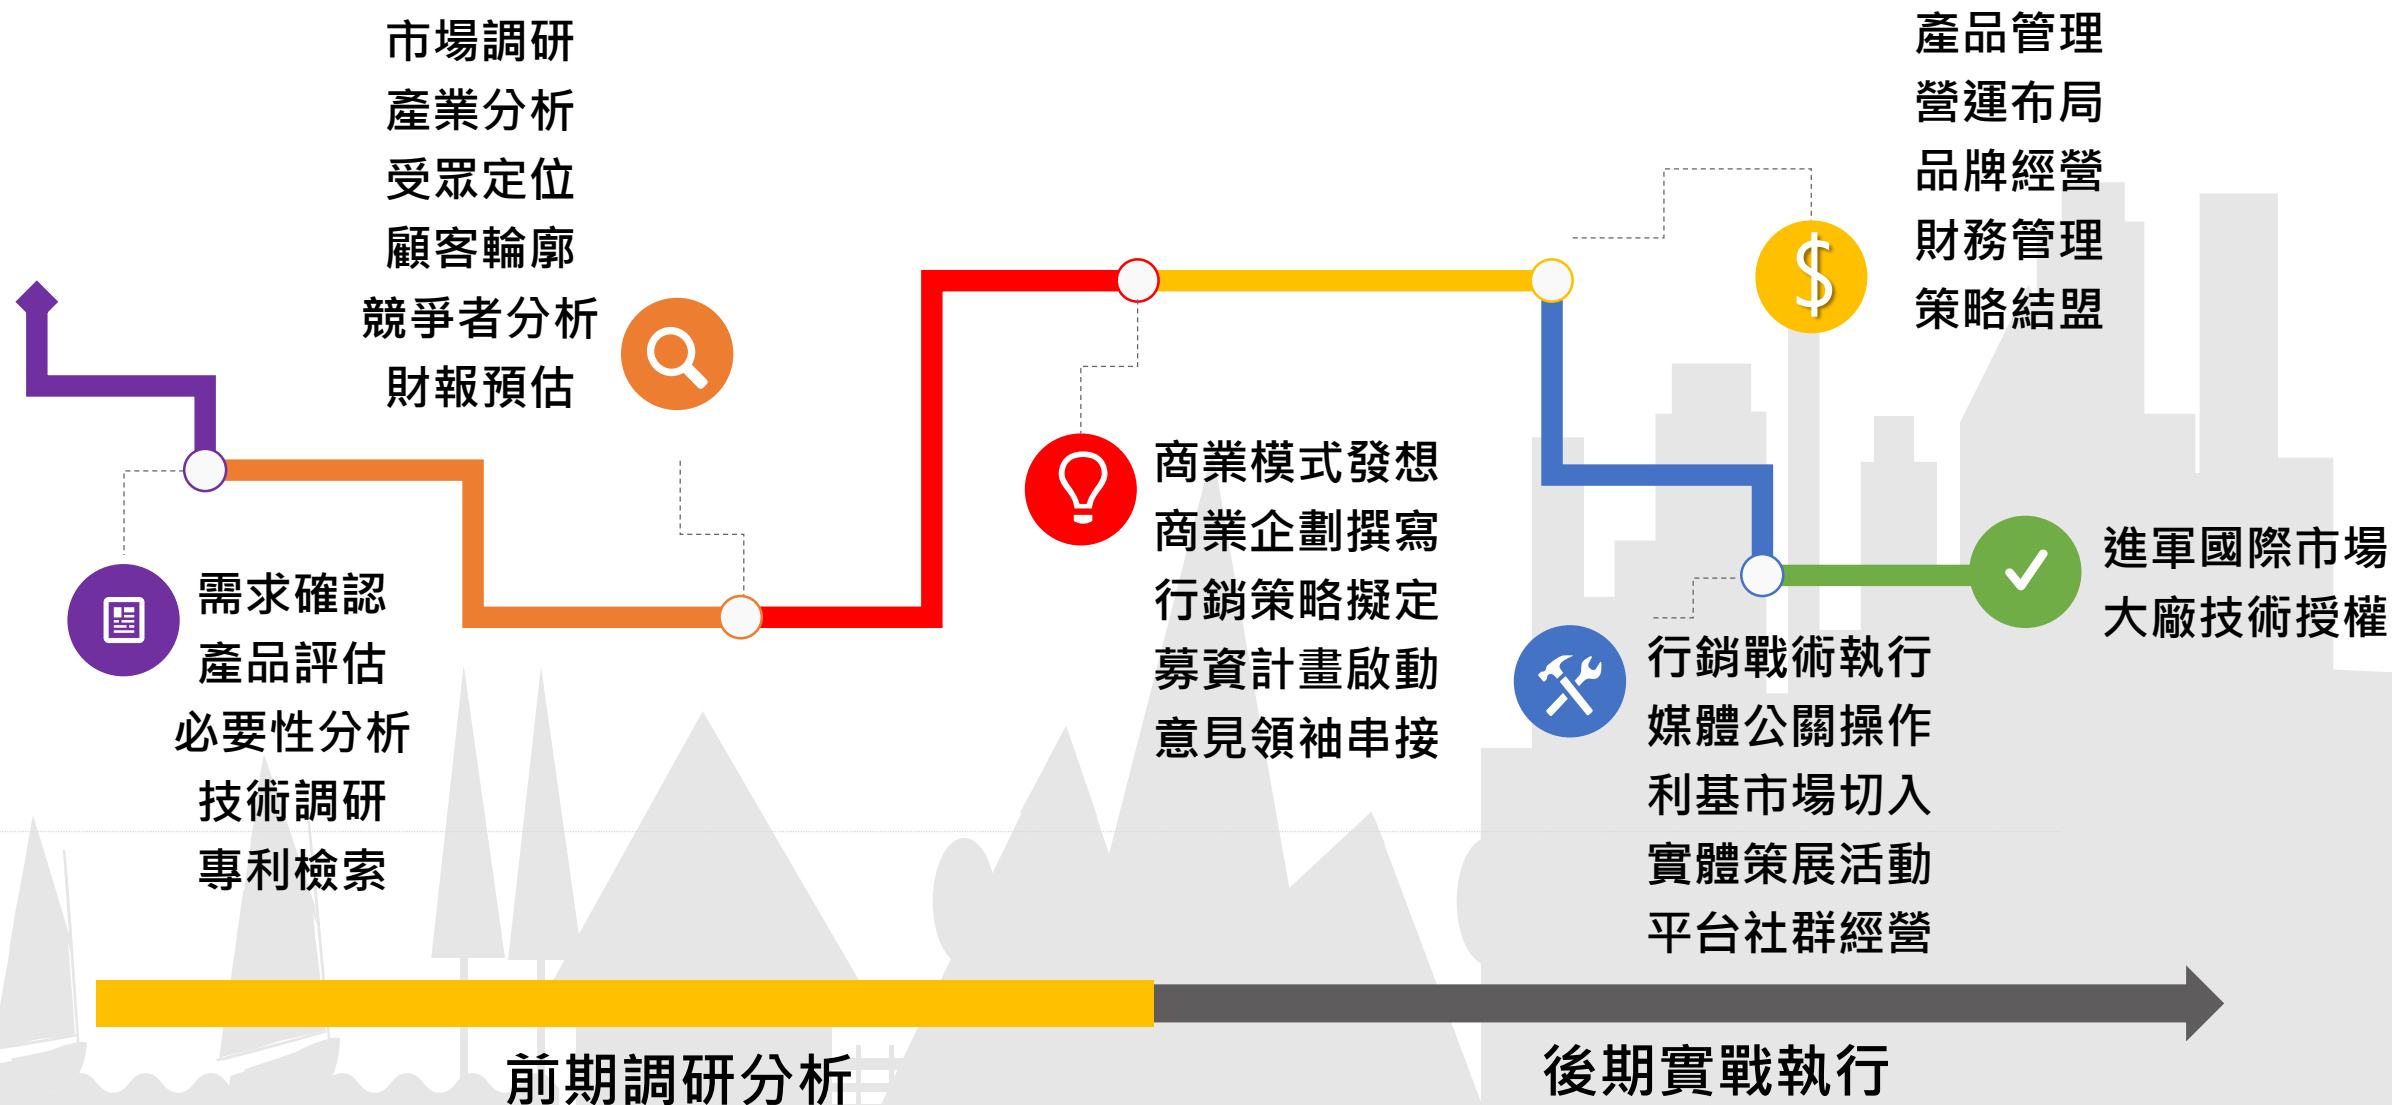 市場調研
產業分析
受眾定位
顧客輪廓
競爭者分析
財報預估
產品管理
營運布局
品牌經營
財務管理
策略結盟
需求確認
產品評估
必要性分析
技術調研
專利檢索
商業模式發想
商業企劃撰寫
行銷策略擬定
募資計畫啟動
意見領袖串接
行銷戰術執行
媒體公關操作
利基市場切入
實體策展活動
平台社群經營
進軍國際市場
大廠技術授權
前期調研分析
後期實戰執行